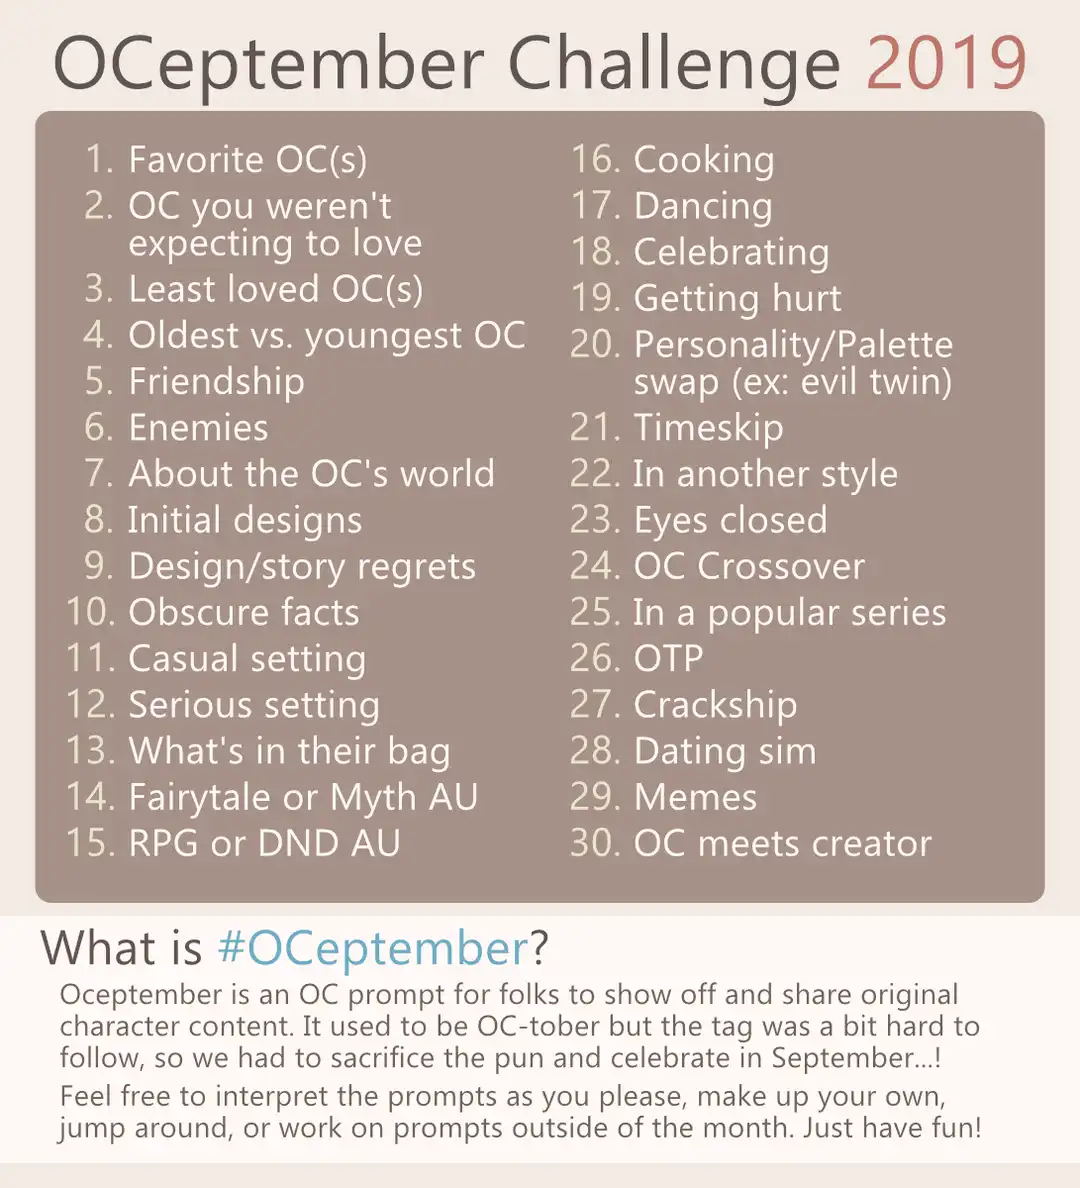 OCeptember Challenge 2019
1. Favorite OC(s)
2. OC you weren't
expecting to love
3. Least loved OC(s)
4. Oldest vs. youngest OC
5. Friendship
6. Enemies
7. About the OC's world
8. Initial designs
9. Design/story regrets
10. Obscure facts
11. Casual setting
12. Serious setting
13. What's in their bag
14. Fairytale or Myth AU
15. RPG or DND AU
16. Cooking
17. Dancing
18. Celebrating
19. Getting hurt
20. Personality/Palette
swap (ex: evil twin)
21. Timeskip
22. In another style
23. Eyes closed
24. OC Crossover
25. In a popular series
26. OTP
27. Crackship
28. Dating sim
29. Memes
30. OC meets creator
What is #OCeptember?
Oceptember is an OC prompt for folks to show off and share original
character content. It used to be OC-tober but the tag was a bit hard to
follow, so we had to sacrifice the pun and celebrate in September...!
Feel free to interpret the prompts as you please, make up your own,
jump around, or work on prompts outside of the month. Just have fun!